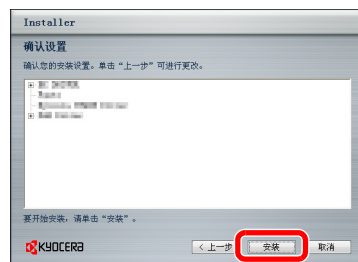 Installer
确认设置
确认您的安装设置。单击“上一步”可进行更改。
要开始安装，请单击“安装”。
KYOCERA
< 上一步
安装
取消